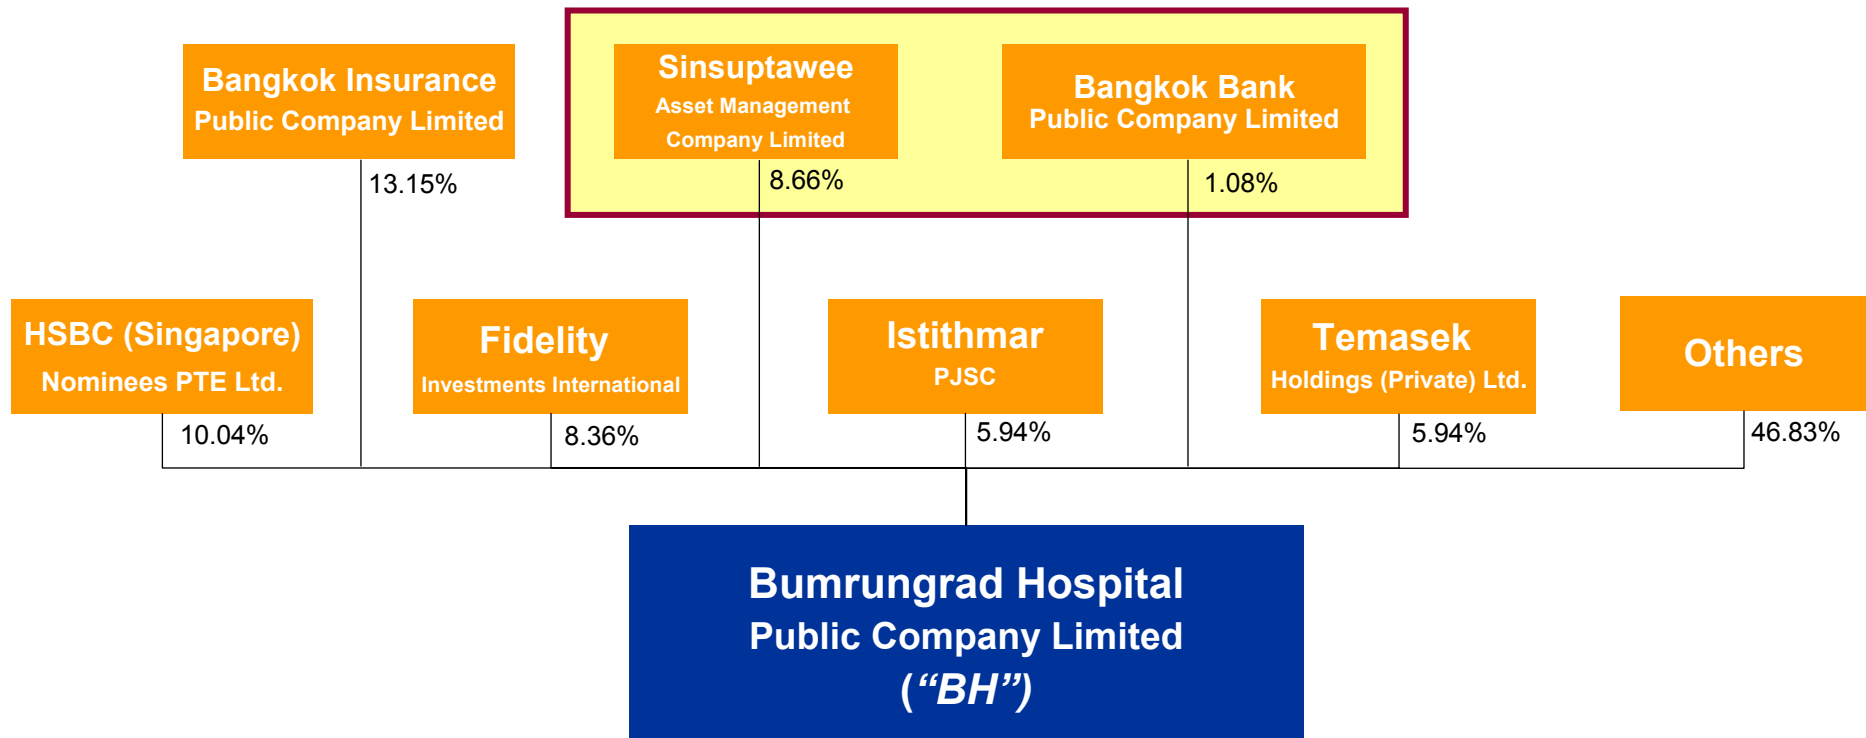 Bangkok Insurance
Public Company Limited
13.15%
Sinsuptawee
Asset Management
Company Limited
8.66%
Bangkok Bank
Public Company Limited
1.08%
HSBC (Singapore)
Nominees PTE Ltd.
10.04%
Fidelity
Investments International
8.36%
Istithmar
PJSC
5.94%
Temasek
Holdings (Private) Ltd.
5.94%
Others
46.83%
Bumrungrad Hospital
Public Company Limited
(“BH”)